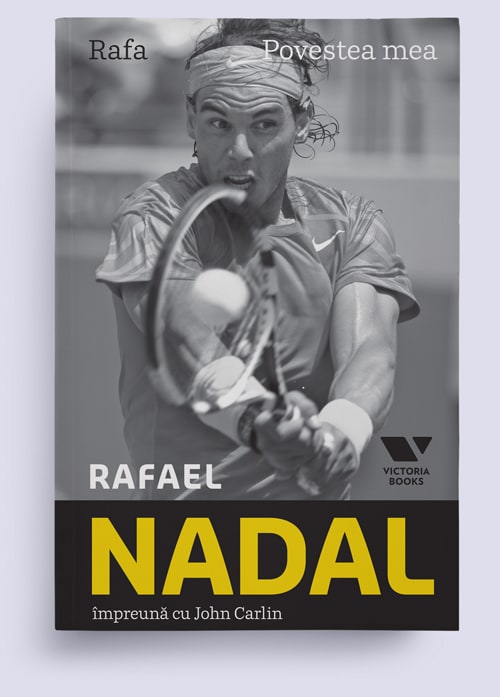 Rafa Povestea mea
RAFAEL
VICTORIA
BOOKS
NADAL
împreună cu John Carlin